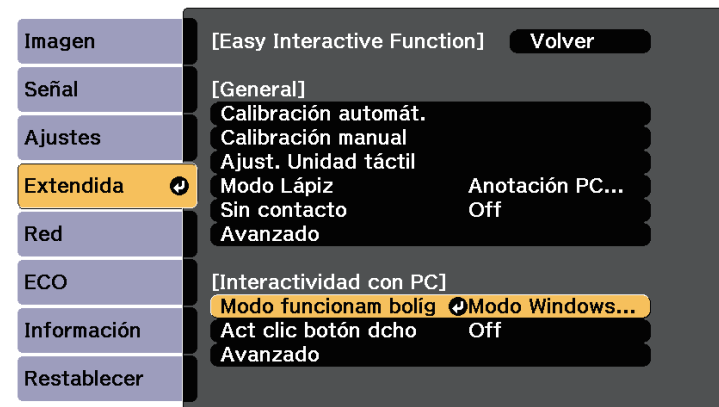 Imagen
Señal
Ajustes
Extendida
Red
ECO
Información
Restablecer
[Easy Interactive Function] Volver
[General]
Calibración automát.
Calibración manual
Ajust. Unidad táctil
Modo Lápiz Anotación PC...
Sin contacto Off
Avanzado
[Interactividad con PC]
Modo funcionam bolíg Modo Windows...
Act clic botón dcho Off
Avanzado